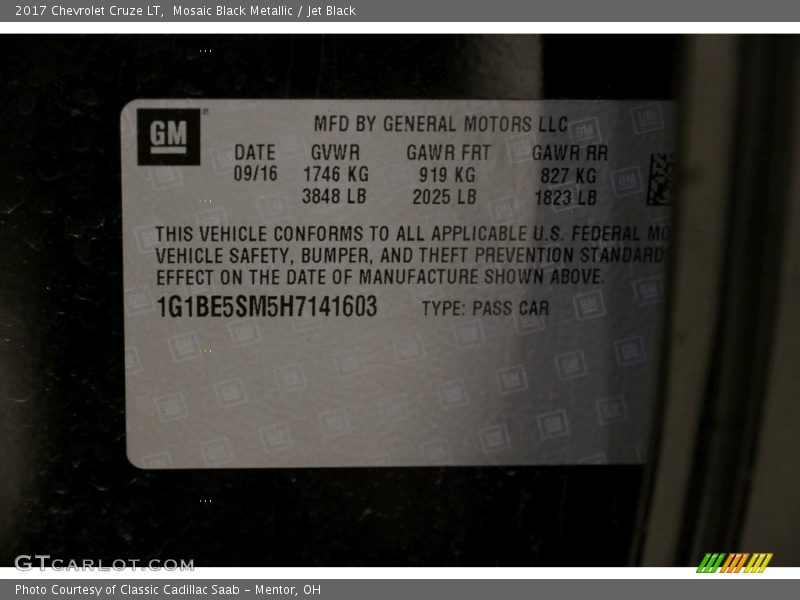 2017 Chevrolet Cruze LT, Mosaic Black Metallic / Jet Black
GM
MFD BY GENERAL MOTORS LLC
DATE GVWR GAWR FRT GAWR RR
09/16 1746 KG 919 KG 827 KG
3848 LB 2025 LB 1823 LB
THIS VEHICLE CONFORMS TO ALL APPLICABLE U.S. FEDERAL MO
VEHICLE SAFETY, BUMPER, AND THEFT PREVENTION STANDARDS
EFFECT ON THE DATE OF MANUFACTURE SHOWN ABOVE.
1G1BE5SM5H7141603 TYPE: PASS CAR
GTCARLOT.COM
Photo Courtesy of Classic Cadillac Saab - Mentor, OH